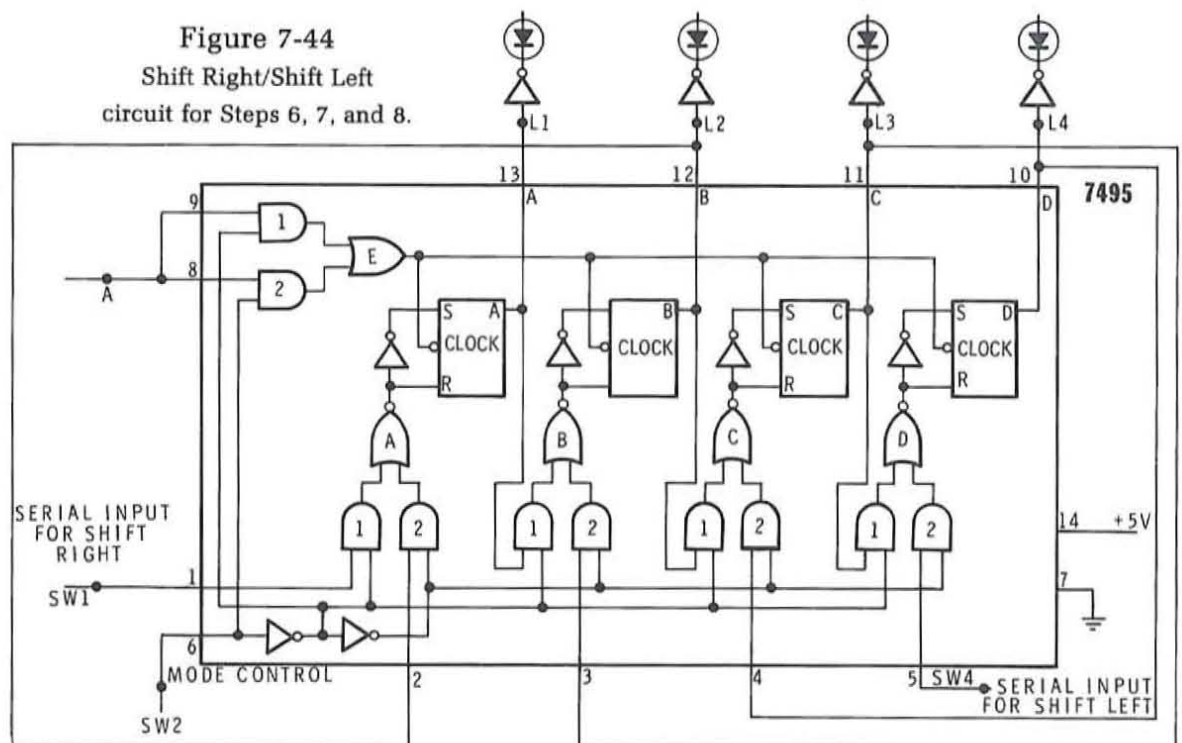 Figure 7-44
Shift Right/Shift Left
circuit for Steps 6, 7, and 8.
L1
L2
L3
L4
13
12
11
10
7495
A
B
C
D
9
1
E
8
A
2
S A
CLOCK
R
B
CLOCK
S C
CLOCK
R
S D
CLOCK
R
A
B
C
D
1
2
1
2
1
2
1
2
SERIAL INPUT
FOR SHIFT
RIGHT
14 +5V
1
SW1
7
6
MODE CONTROL
SW2
2
3
4
5
SW4
SERIAL INPUT
FOR SHIFT LEFT